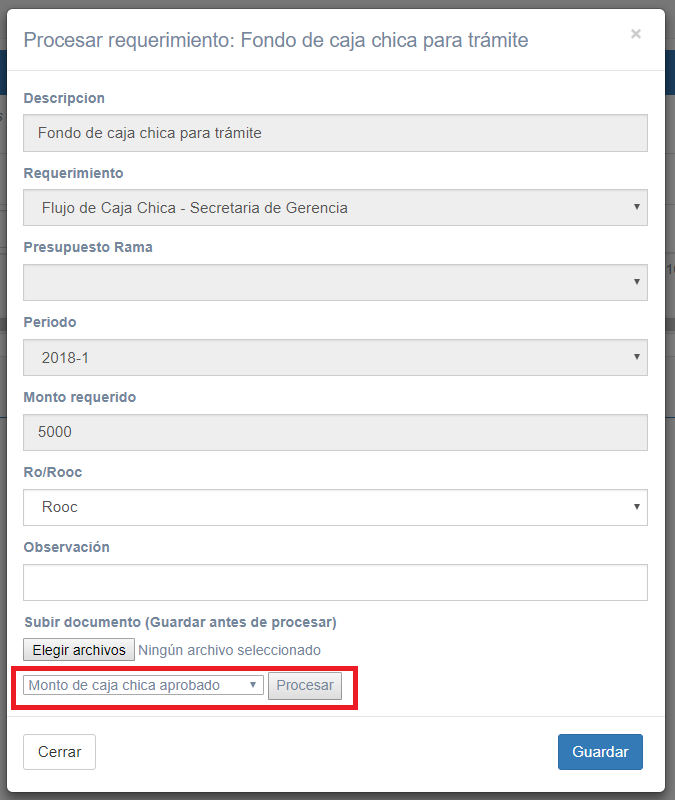 Procesar requerimiento: Fondo de caja chica para trámite
×
Descripcion
Fondo de caja chica para trámite
Requerimiento
Flujo de Caja Chica - Secretaria de Gerencia
Presupuesto Rama
Periodo
2018-1
Monto requerido
5000
Ro/Rooc
Rooc
Observación
Subir documento (Guardar antes de procesar)
Elegir archivos Ningún archivo seleccionado
Monto de caja chica aprobado Procesar
Cerrar Guardar